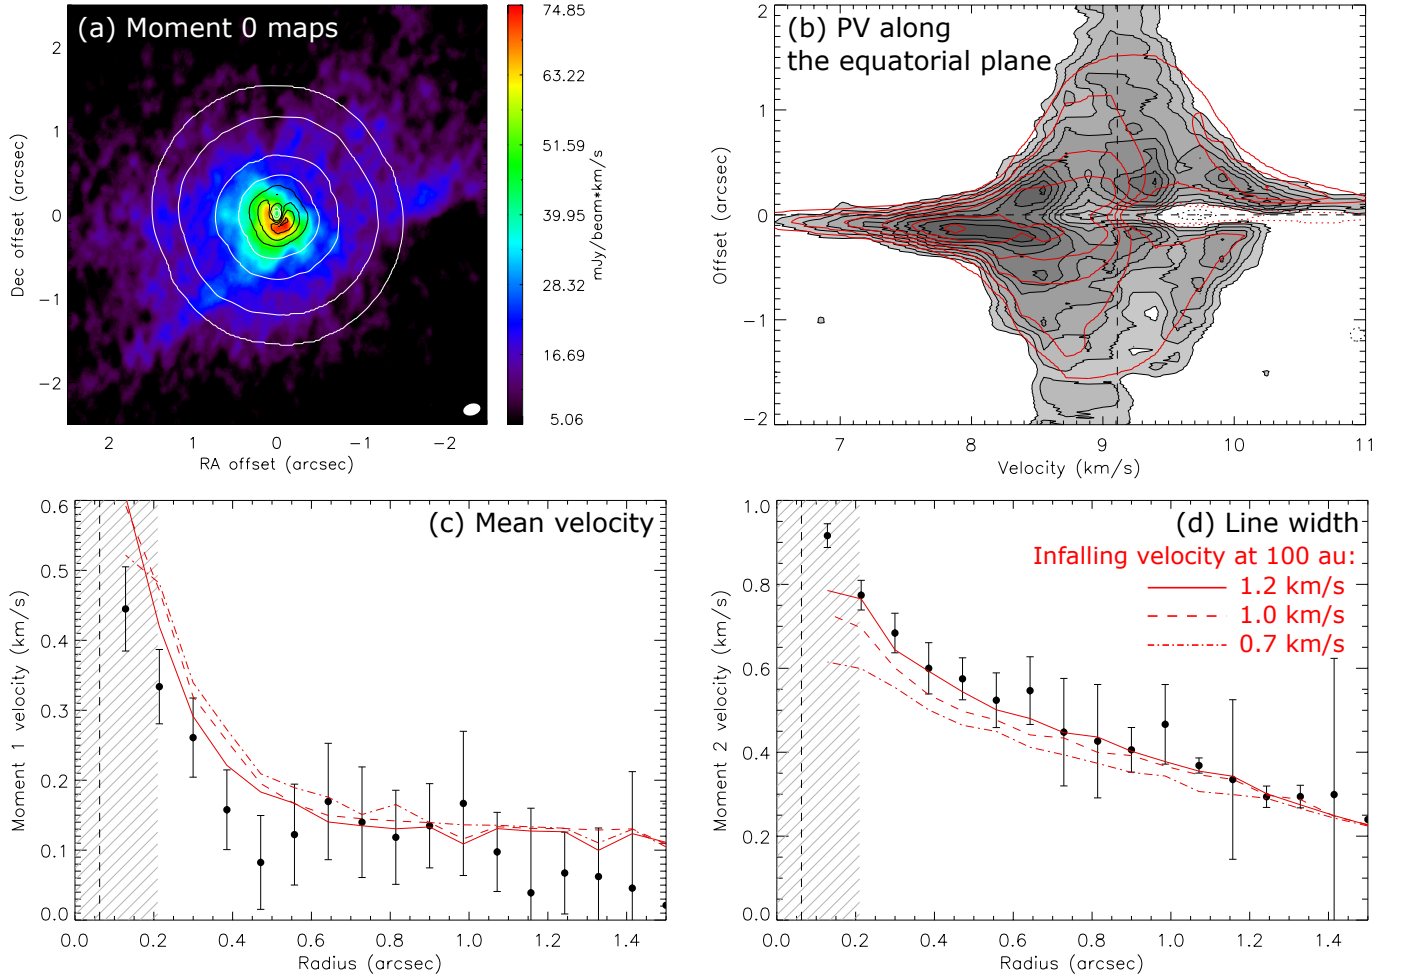 (a) Moment 0 maps
2
1
0
−1
−2
Dec offset (arcsec)
2 1 0 −1 −2
RA offset (arcsec)
74.85
63.22
51.59
39.95
28.32
16.69
5.06
mJy/beam*km/s
(b) PV along
the equatorial plane
2
1
0
−1
−2
Offset (arcsec)
7 8 9 10 11
Velocity (km/s)
(c) Mean velocity
0.6
0.5
0.4
0.3
0.2
0.1
0.0
Moment 1 velocity (km/s)
0.0 0.2 0.4 0.6 0.8 1.0 1.2 1.4
Radius (arcsec)
(d) Line width
Infalling velocity at 100 au:
1.2 km/s
1.0 km/s
0.7 km/s
1.0
0.8
0.6
0.4
0.2
0.0
Moment 2 velocity (km/s)
0.0 0.2 0.4 0.6 0.8 1.0 1.2 1.4
Radius (arcsec)